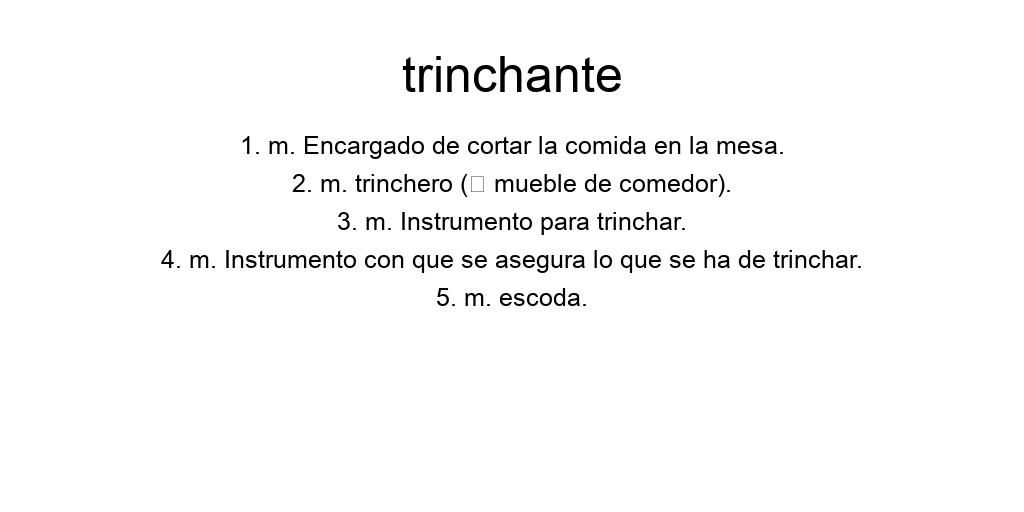 trinchante
1. m. Encargado de cortar la comida en la mesa.
2. m. trinchero (□ mueble de comedor).
3. m. Instrumento para trinchar.
4. m. Instrumento con que se asegura lo que se ha de trinchar.
5. m. escoda.